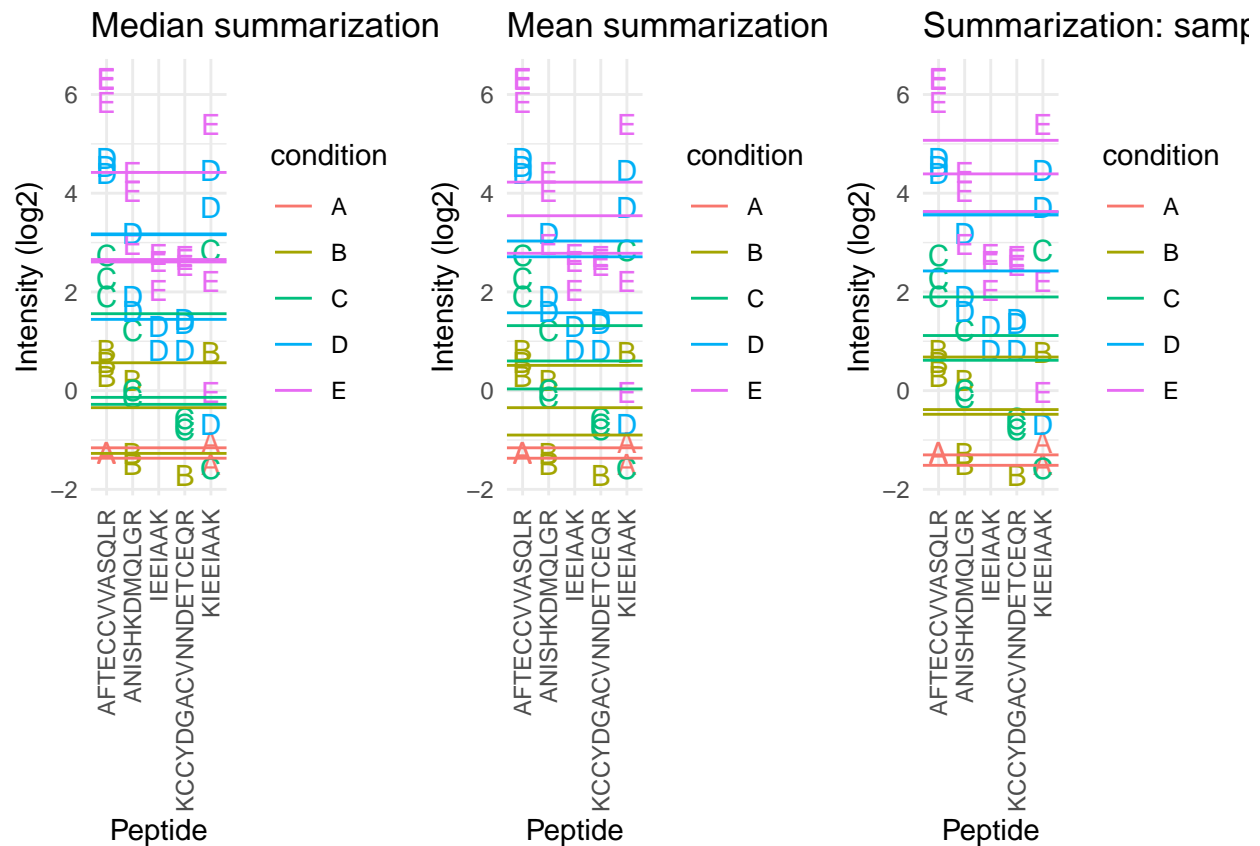 Median summarization
Mean summarization
Summarization: samp
Intensity (log2)
6
4
2
0
−2
condition
A
B
C
D
E
AFTECCVVASQLR
ANISHKDMQLGR
IEEIAAK
KCCYDGACVNNDETCEQR
KIEEIAAK
Peptide
Intensity (log2)
6
4
2
0
−2
condition
A
B
C
D
E
AFTECCVVASQLR
ANISHKDMQLGR
IEEIAAK
KCCYDGACVNNDETCEQR
KIEEIAAK
Peptide
Intensity (log2)
6
4
2
0
−2
condition
A
B
C
D
E
AFTECCVVASQLR
ANISHKDMQLGR
IEEIAAK
KCCYDGACVNNDETCEQR
KIEEIAAK
Peptide